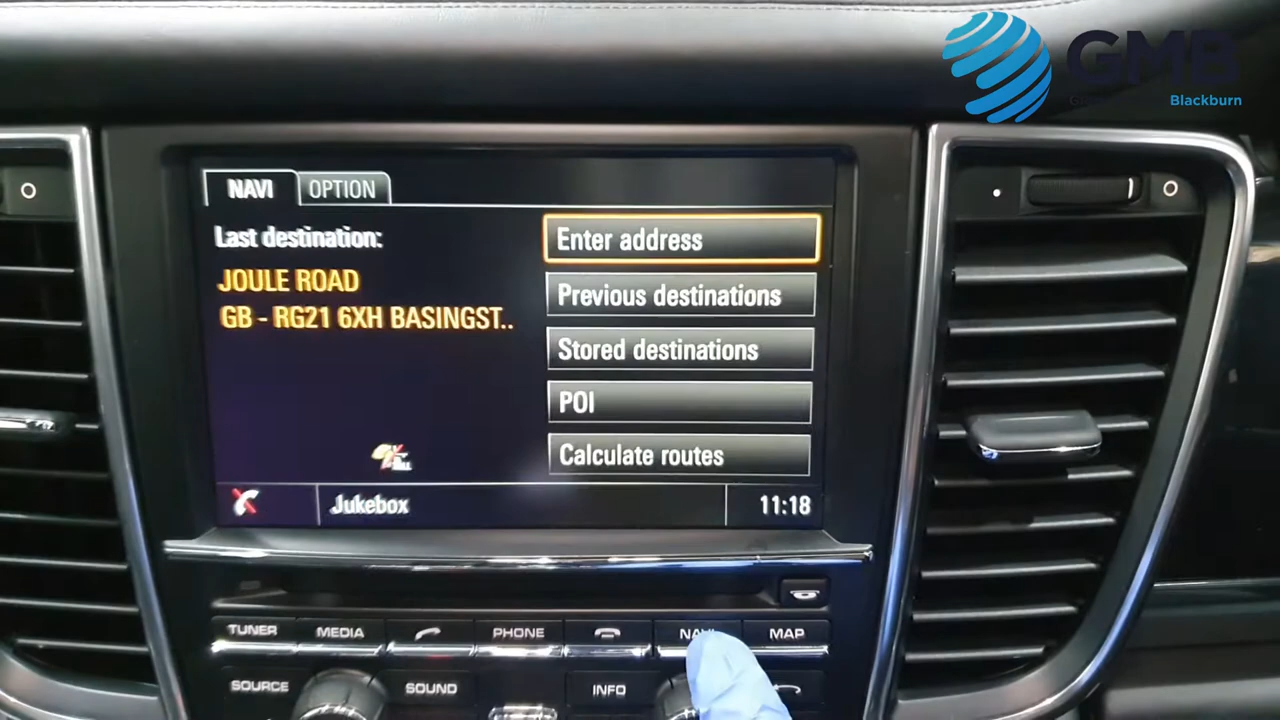 GMB
Blackburn
NAVI
OPTION
Last destination:
JOULE ROAD
GB - RG21 6XH BASINGST..
Enter address
Previous destinations
Stored destinations
POI
Calculate routes
Jukebox
11:18
TUNER
MEDIA
PHONE
NAVI
MAP
SOURCE
SOUND
INFO